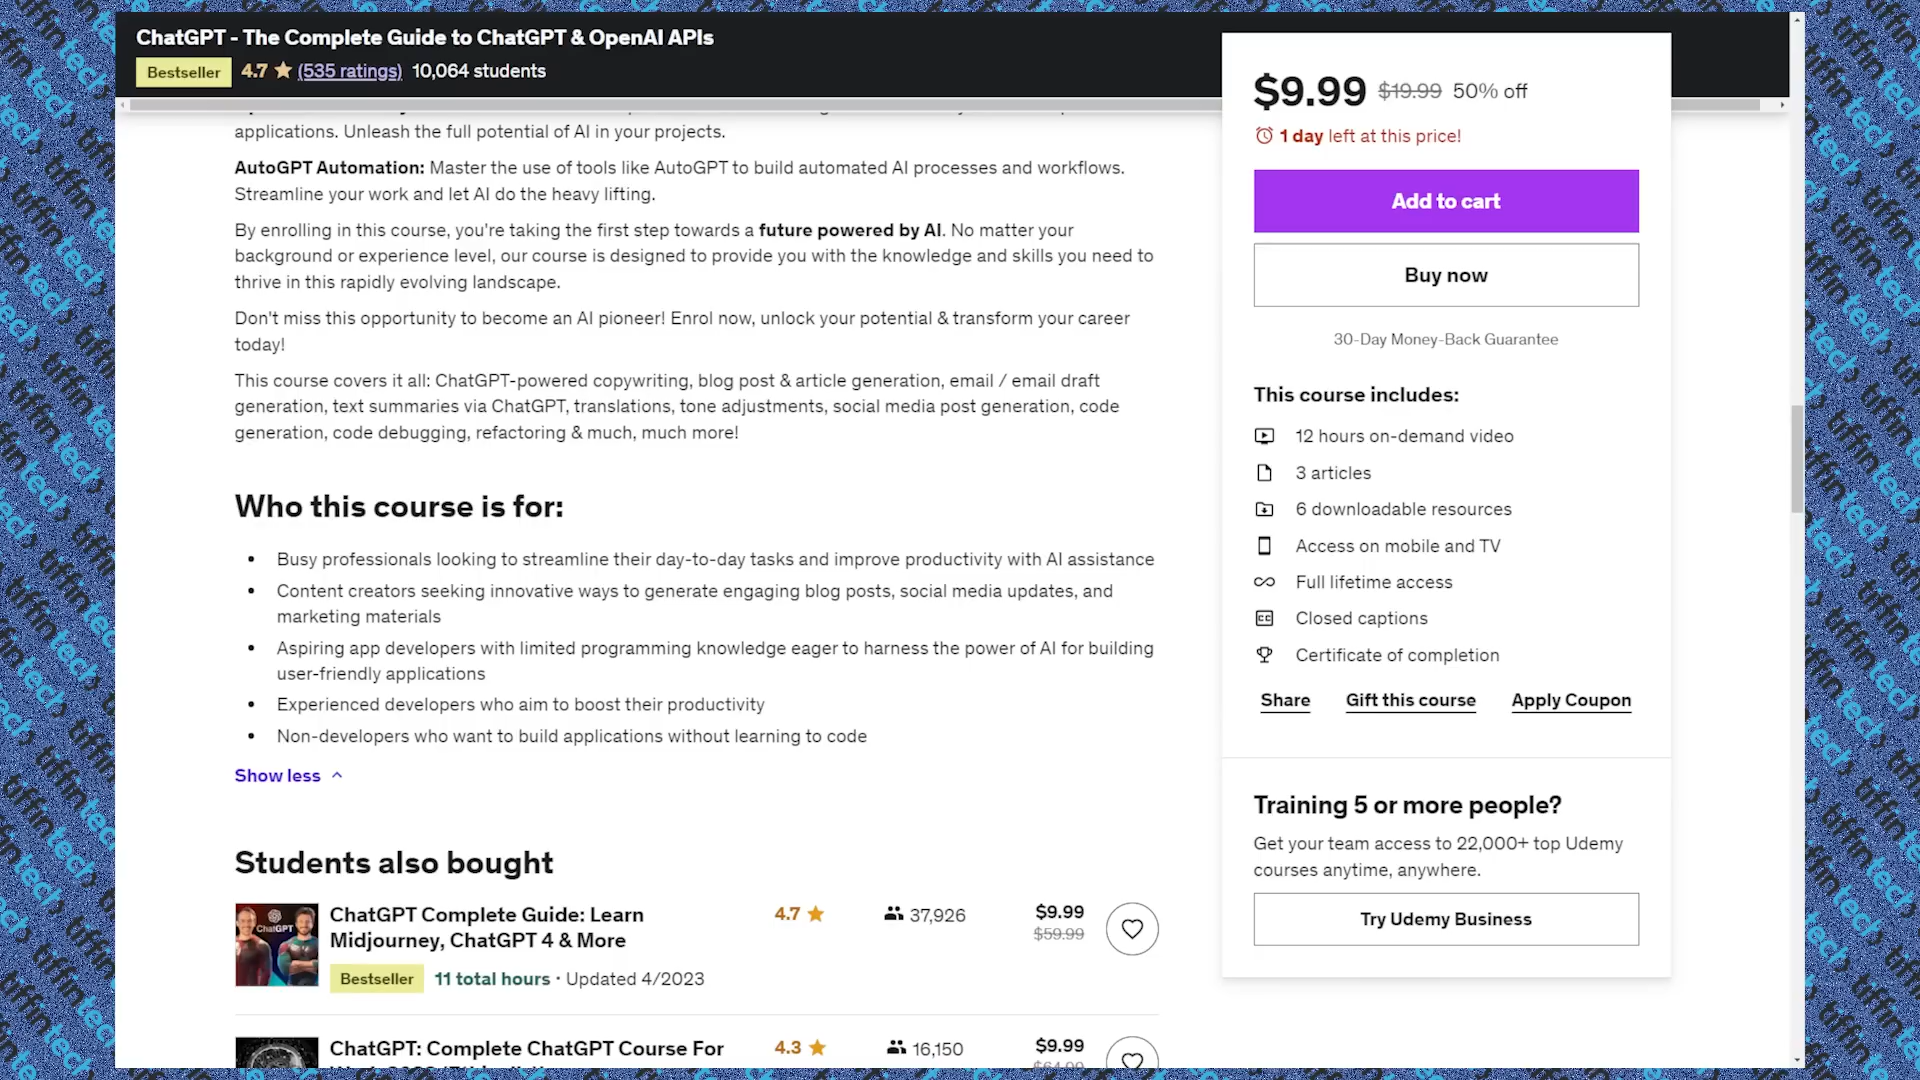 ChatGPT - The Complete Guide to ChatGPT & OpenAI APIs
Bestseller 4.7 (535 ratings) 10,064 students
applications. Unleash the full potential of AI in your projects.
AutoGPT Automation: Master the use of tools like AutoGPT to build automated AI processes and workflows.
Streamline your work and let AI do the heavy lifting.
By enrolling in this course, you're taking the first step towards a future powered by AI. No matter your
background or experience level, our course is designed to provide you with the knowledge and skills you need to
thrive in this rapidly evolving landscape.
Don't miss this opportunity to become an AI pioneer! Enrol now, unlock your potential & transform your career
today!
This course covers it all: ChatGPT-powered copywriting, blog post & article generation, email / email draft
generation, text summaries via ChatGPT, translations, tone adjustments, social media post generation, code
generation, code debugging, refactoring & much, much more!
Who this course is for:
Busy professionals looking to streamline their day-to-day tasks and improve productivity with AI assistance
Content creators seeking innovative ways to generate engaging blog posts, social media updates, and
marketing materials
Aspiring app developers with limited programming knowledge eager to harness the power of AI for building
user-friendly applications
Experienced developers who aim to boost their productivity
Non-developers who want to build applications without learning to code
Show less
Students also bought
ChatGPT
ChatGPT Complete Guide: Learn
Midjourney, ChatGPT 4 & More
Bestseller 11 total hours · Updated 4/2023
4.7
37,926
$9.99
$59.99
ChatGPT: Complete ChatGPT Course For
4.3
16,150
$9.99
$9.99 $19.99 50% off
1 day left at this price!
Add to cart
Buy now
30-Day Money-Back Guarantee
This course includes:
12 hours on-demand video
3 articles
6 downloadable resources
Access on mobile and TV
Full lifetime access
Closed captions
Certificate of completion
Share Gift this course Apply Coupon
Training 5 or more people?
Get your team access to 22,000+ top Udemy
courses anytime, anywhere.
Try Udemy Business
tiffintech